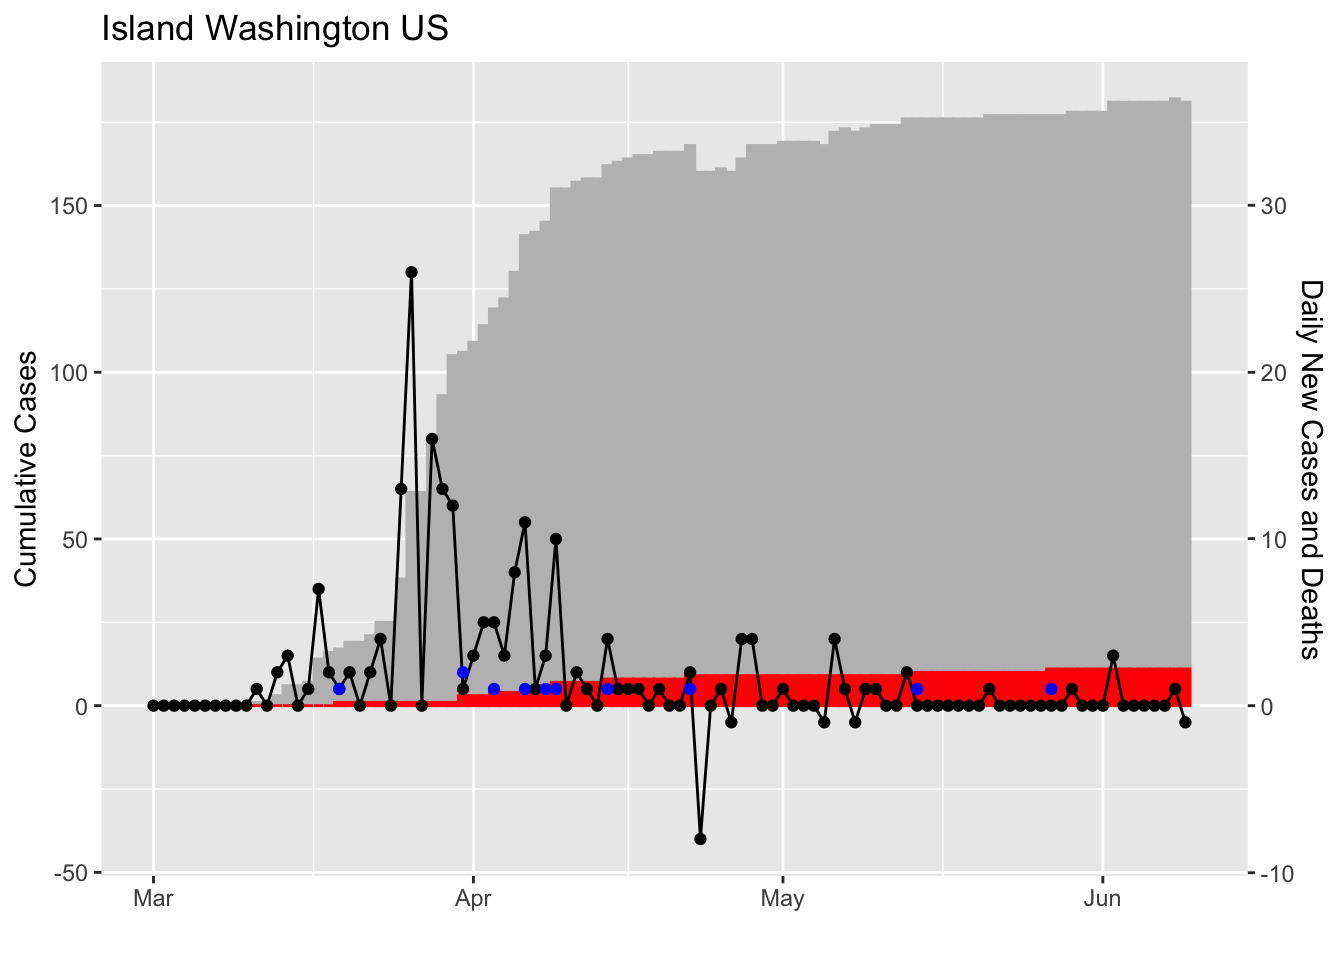 Island Washington US
Cumulative Cases
150
100
50
0
-50
30
20
10
0
-10
Daily New Cases and Deaths
Mar
Apr
May
Jun